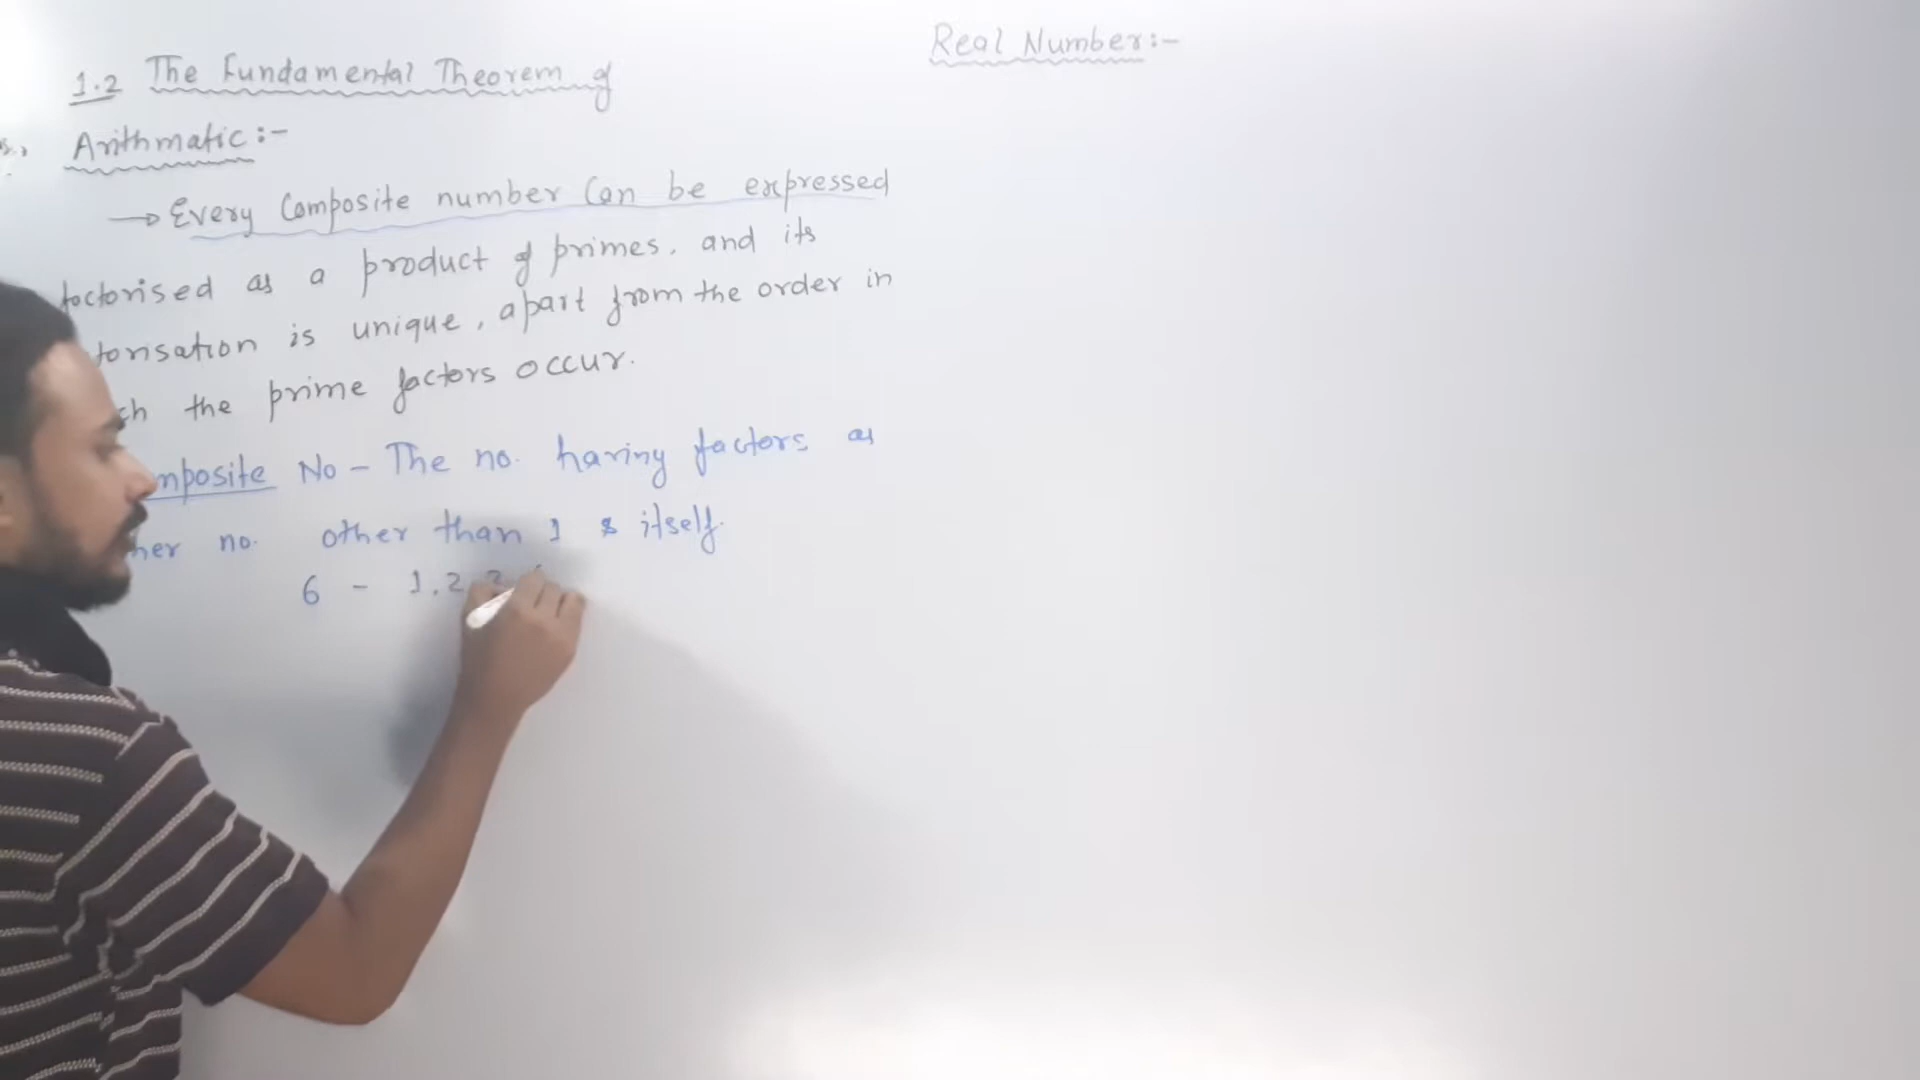 Real Number:-
1.2 The Fundamental Theorem of
Arithmatic:-
→ Every Composite number Can be expressed
factorised as a product of primes, and its
torisation is unique, apart from the order in
ch the prime factors occur.
mposite No - The no. having factors as
her no. other than 1 & itself.
6 - 1, 2